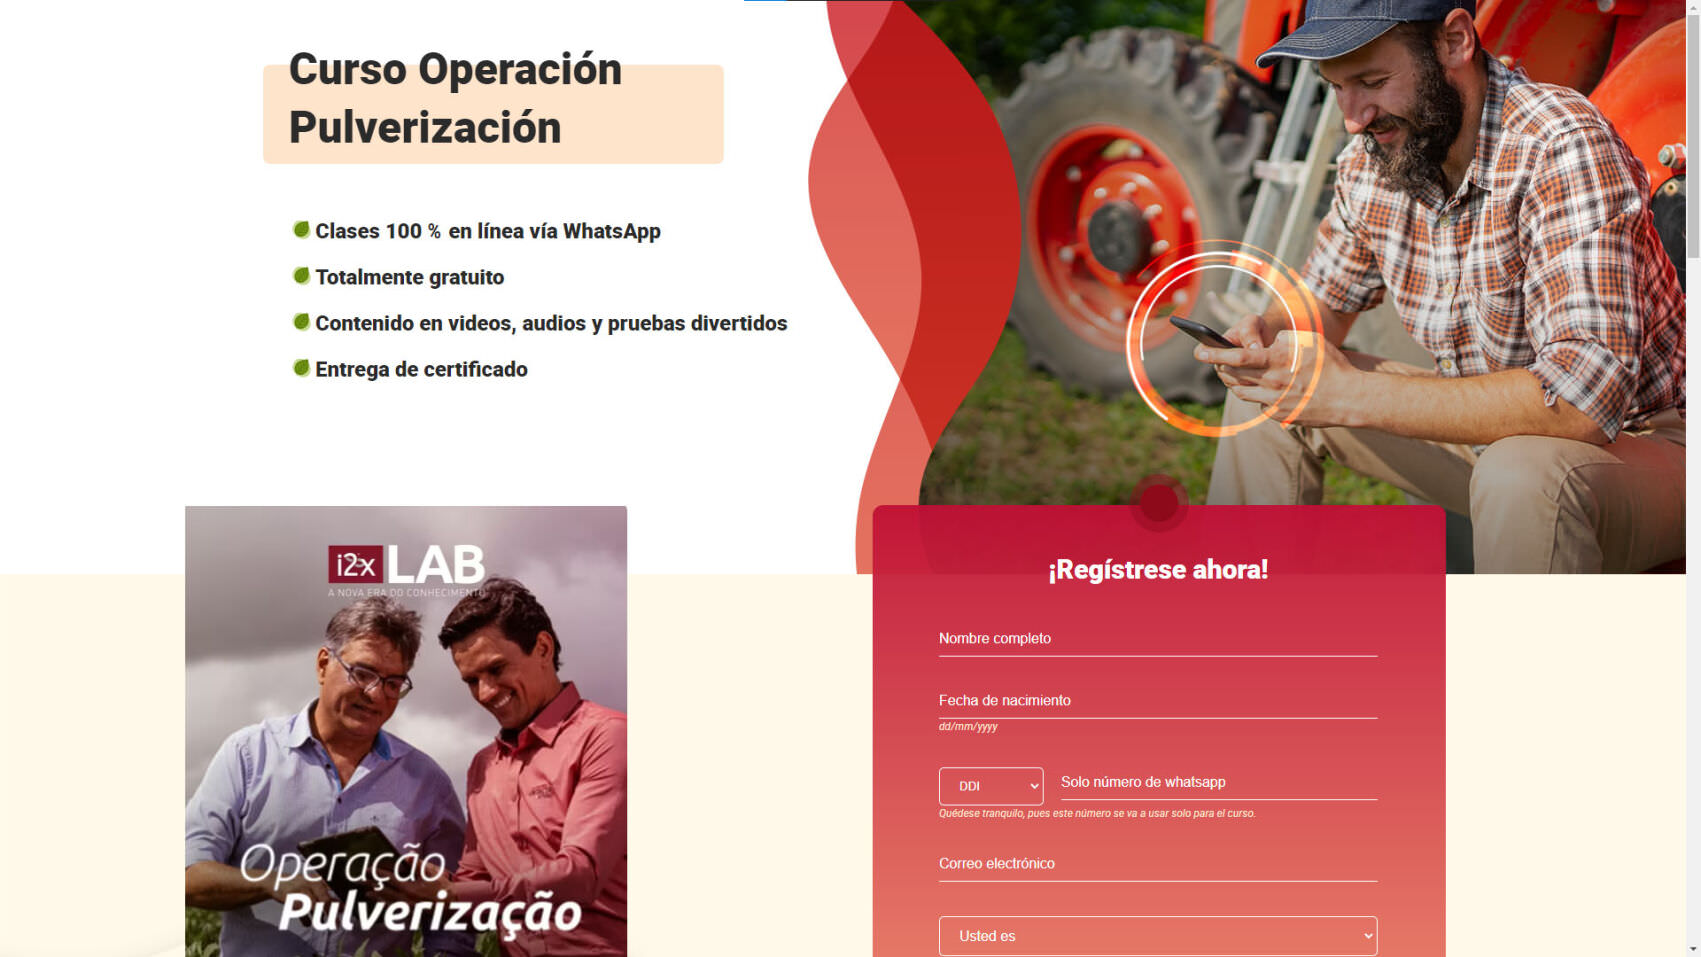 Curso Operación
Pulverización
Clases 100 % en línea vía WhatsApp
Totalmente gratuito
Contenido en videos, audios y pruebas divertidos
Entrega de certificado
i2x LAB
A NOVA ERA DO CONHECIMENTO
Operação
Pulverização
¡Regístrese ahora!
Nombre completo
Fecha de nacimiento
dd/mm/yyyy
DDI
Solo número de whatsapp
Quédese tranquilo, pues este número se va a usar solo para el curso.
Correo electrónico
Usted es